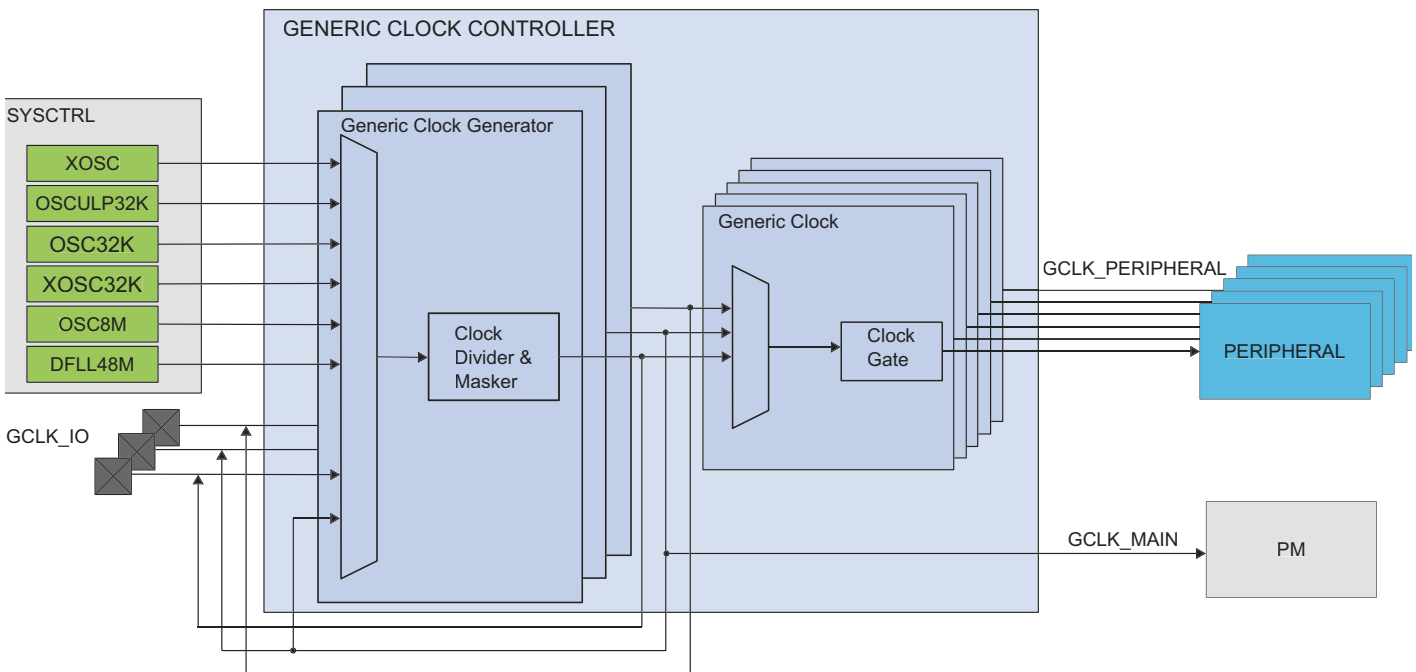 GENERIC CLOCK CONTROLLER
SYSCTRL
Generic Clock Generator
XOSC
OSCULP32K
OSC32K
XOSC32K
OSC8M
DFLL48M
GCLK_IO
Clock
Divider &
Masker
Generic Clock
Clock
Gate
GCLK_PERIPHERAL
PERIPHERAL
GCLK_MAIN
PM